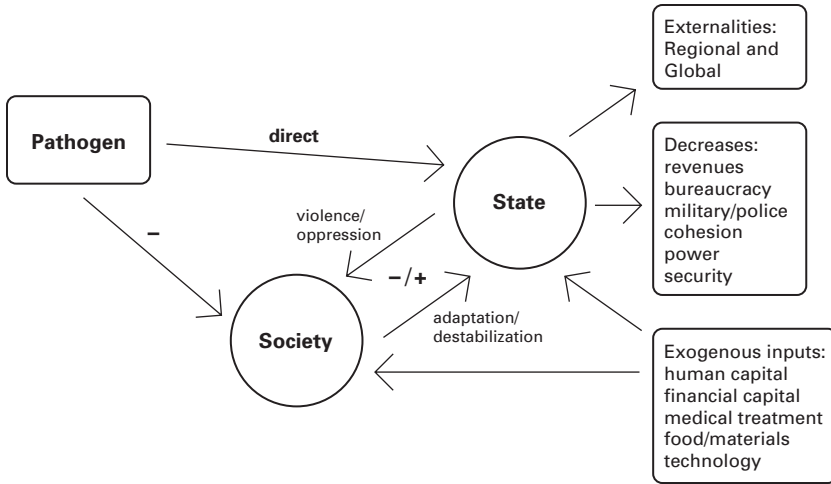 Externalities:
Regional and
Global
Pathogen
direct
Decreases:
revenues
bureaucracy
military/police
cohesion
power
security
State
–
violence/
oppression
–/+
adaptation/
destabilization
Society
Exogenous inputs:
human capital
financial capital
medical treatment
food/materials
technology